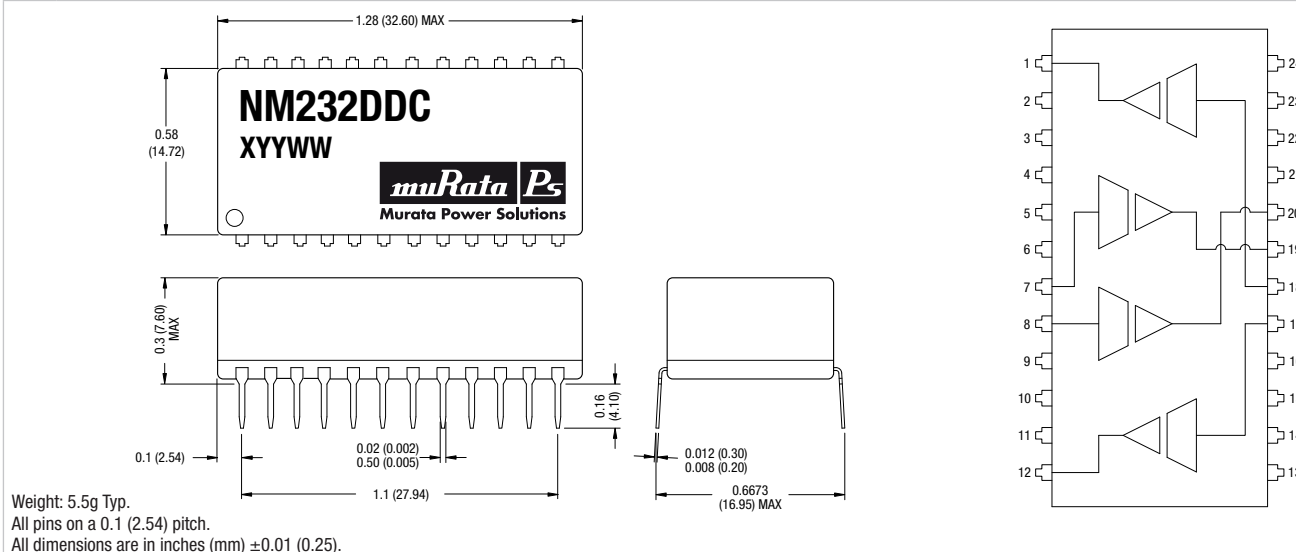 1.28 (32.60) MAX
NM232DDC
XYYWW
muRata Ps
Murata Power Solutions
0.58
(14.72)
0.3 (7.60)
MAX
0.16
(4.10)
0.1 (2.54)
0.02 (0.002)
0.50 (0.005)
1.1 (27.94)
0.012 (0.30)
0.008 (0.20)
0.6673
(16.95) MAX
1
2
3
4
5
6
7
8
9
10
11
12
Weight: 5.5g Typ.
All pins on a 0.1 (2.54) pitch.
All dimensions are in inches (mm) ±0.01 (0.25).